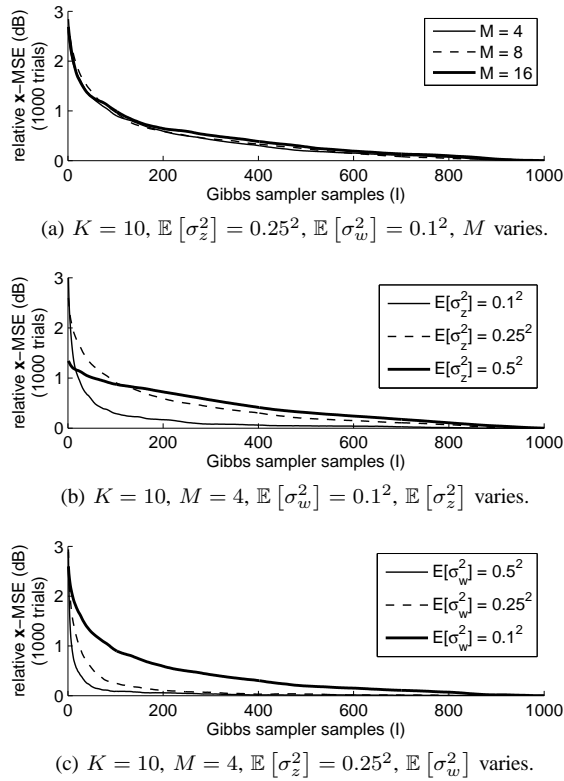 relative x−MSE (dB)
(1000 trials)
3
2
1
0
0 200 400 600 800 1000
Gibbs sampler samples (I)
M = 4
M = 8
M = 16
(a) K = 10, 𝔼 [σ_z^2] = 0.25^2, 𝔼 [σ_w^2] = 0.1^2, M varies.
relative x−MSE (dB)
(1000 trials)
3
2
1
0
0 200 400 600 800 1000
Gibbs sampler samples (I)
E[σ_z^2] = 0.1^2
E[σ_z^2] = 0.25^2
E[σ_z^2] = 0.5^2
(b) K = 10, M = 4, 𝔼 [σ_w^2] = 0.1^2, 𝔼 [σ_z^2] varies.
relative x−MSE (dB)
(1000 trials)
3
2
1
0
0 200 400 600 800 1000
Gibbs sampler samples (I)
E[σ_w^2] = 0.5^2
E[σ_w^2] = 0.25^2
E[σ_w^2] = 0.1^2
(c) K = 10, M = 4, 𝔼 [σ_z^2] = 0.25^2, 𝔼 [σ_w^2] varies.